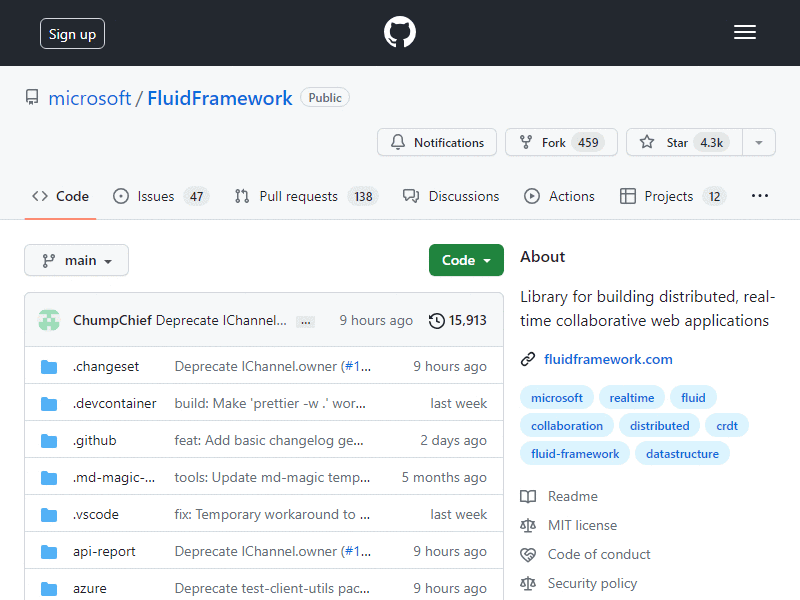 Sign up
microsoft / FluidFramework Public
Notifications Fork 459 Star 4.3k
Code Issues 47 Pull requests 138 Discussions Actions Projects 12 ...
main Code
ChumpChief Deprecate IChannel... ... 9 hours ago 15,913
.changeset Deprecate IChannel.owner (#1... 9 hours ago
.devcontainer build: Make 'prettier -w .' wor... last week
.github feat: Add basic changelog ge... 2 days ago
.md-magic-... tools: Update md-magic temp... 5 months ago
.vscode fix: Temporary workaround to ... last week
api-report Deprecate IChannel.owner (#1... 9 hours ago
azure Deprecate test-client-utils pac... 9 hours ago
About
Library for building distributed, real-
time collaborative web applications
fluidframework.com
microsoft realtime fluid
collaboration distributed crdt
fluid-framework datastructure
Readme
MIT license
Code of conduct
Security policy